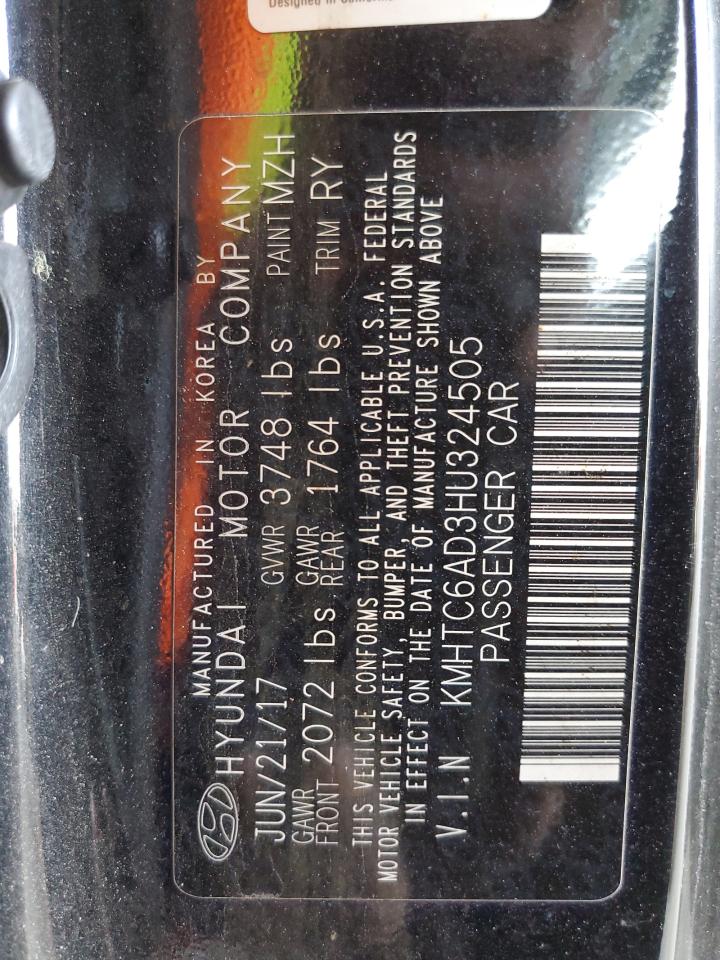 Designed in
MANUFACTURED IN KOREA BY
HYUNDAI MOTOR COMPANY
JUN/21/17 GVWR 3748 lbs PAINT MZH
GAWR FRONT 2072 lbs GAWR REAR 1764 lbs TRIM RY
THIS VEHICLE CONFORMS TO ALL APPLICABLE U.S.A. FEDERAL
MOTOR VEHICLE SAFETY, BUMPER, AND THEFT PREVENTION STANDARDS
IN EFFECT ON THE DATE OF MANUFACTURE SHOWN ABOVE
V.I.N KMHTC6AD3HU324505
PASSENGER CAR